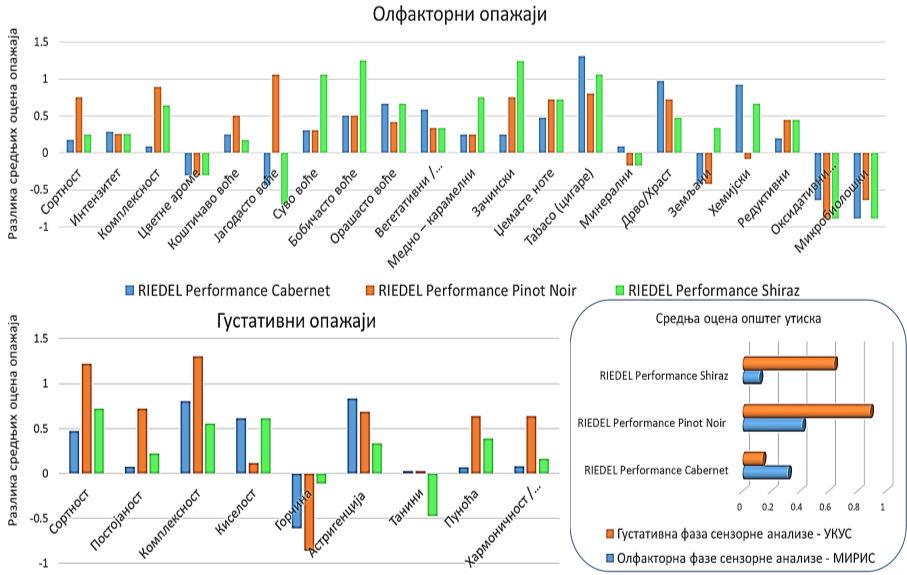 Олфакторни опажаји
Разлика средњих оцена опажаја
1.5
1
0.5
0
-0.5
-1
Сортност
Интензитет
Комплексност
Цветне ароме
Коштичаво воће
Јагодасто воће
Суво воће
Бобичасто воће
Орашасто воће
Вегетативни /...
Медно – карамелни
Зачински
Џемасте ноте
Tabaco (цигаре)
Минерални
Дрво/Храст
Земљани
Хемијски
Редуктивни
Оксидативни...
Микробиолошки
RIEDEL Performance Cabernet
RIEDEL Performance Pinot Noir
RIEDEL Performance Shiraz
Густативни опажаји
Разлика средњих оцена опажаја
1.5
1
0.5
0
-0.5
-1
Сортност
Постојаност
Комплексност
Киселост
Горчина
Астригенција
Танини
Пуноћа
Хармоничност /...
Средња оцена општег утиска
RIEDEL Performance Shiraz
RIEDEL Performance Pinot Noir
RIEDEL Performance Cabernet
0 0.2 0.4 0.6 0.8 1
Густативна фаза сензорне анализе - УКУС
Олфакторна фазе сензорне анализе - МИРИС